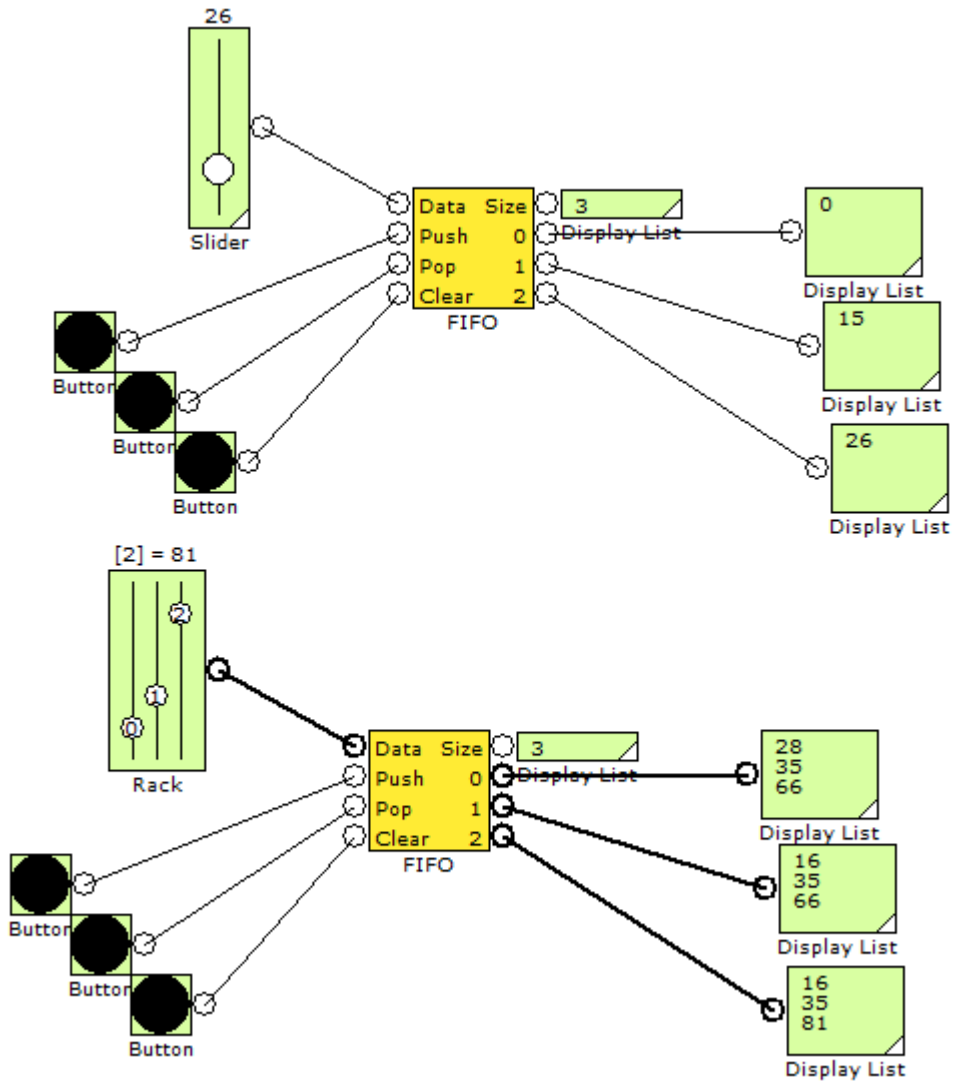 26
Slider
Data Size
3
Display List
Push 0
Pop 1
Clear 2
FIFO
0
Display List
15
Display List
26
Display List
Button
Button
Button
[2] = 81
0
1
2
Rack
Data Size
3
Display List
Push 0
Pop 1
Clear 2
FIFO
28
35
66
Display List
16
35
66
Display List
16
35
81
Display List
Button
Button
Button